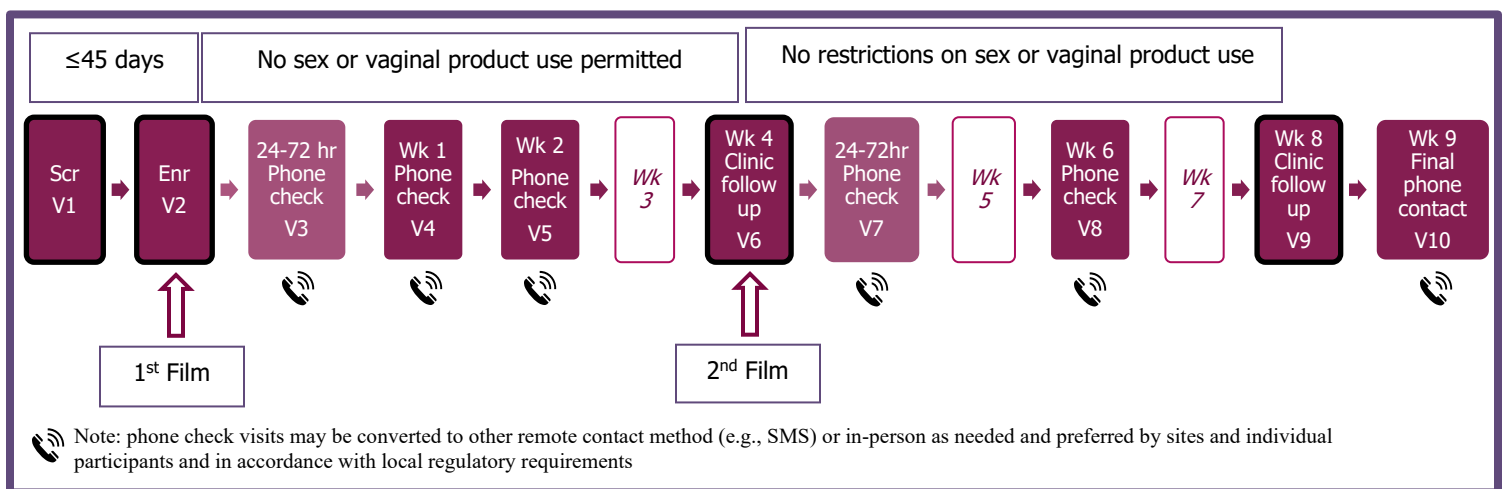 ≤45 days
No sex or vaginal product use permitted
No restrictions on sex or vaginal product use
Scr
V1
Enr
V2
24-72 hr
Phone
check
V3
Wk 1
Phone
check
V4
Wk 2
Phone
check
V5
Wk
3
Wk 4
Clinic
follow
up
V6
24-72hr
Phone
check
V7
Wk
5
Wk 6
Phone
check
V8
Wk
7
Wk 8
Clinic
follow
up
V9
Wk 9
Final
phone
contact
V10
1st Film
2nd Film
Note: phone check visits may be converted to other remote contact method (e.g., SMS) or in-person as needed and preferred by sites and individual
participants and in accordance with local regulatory requirements